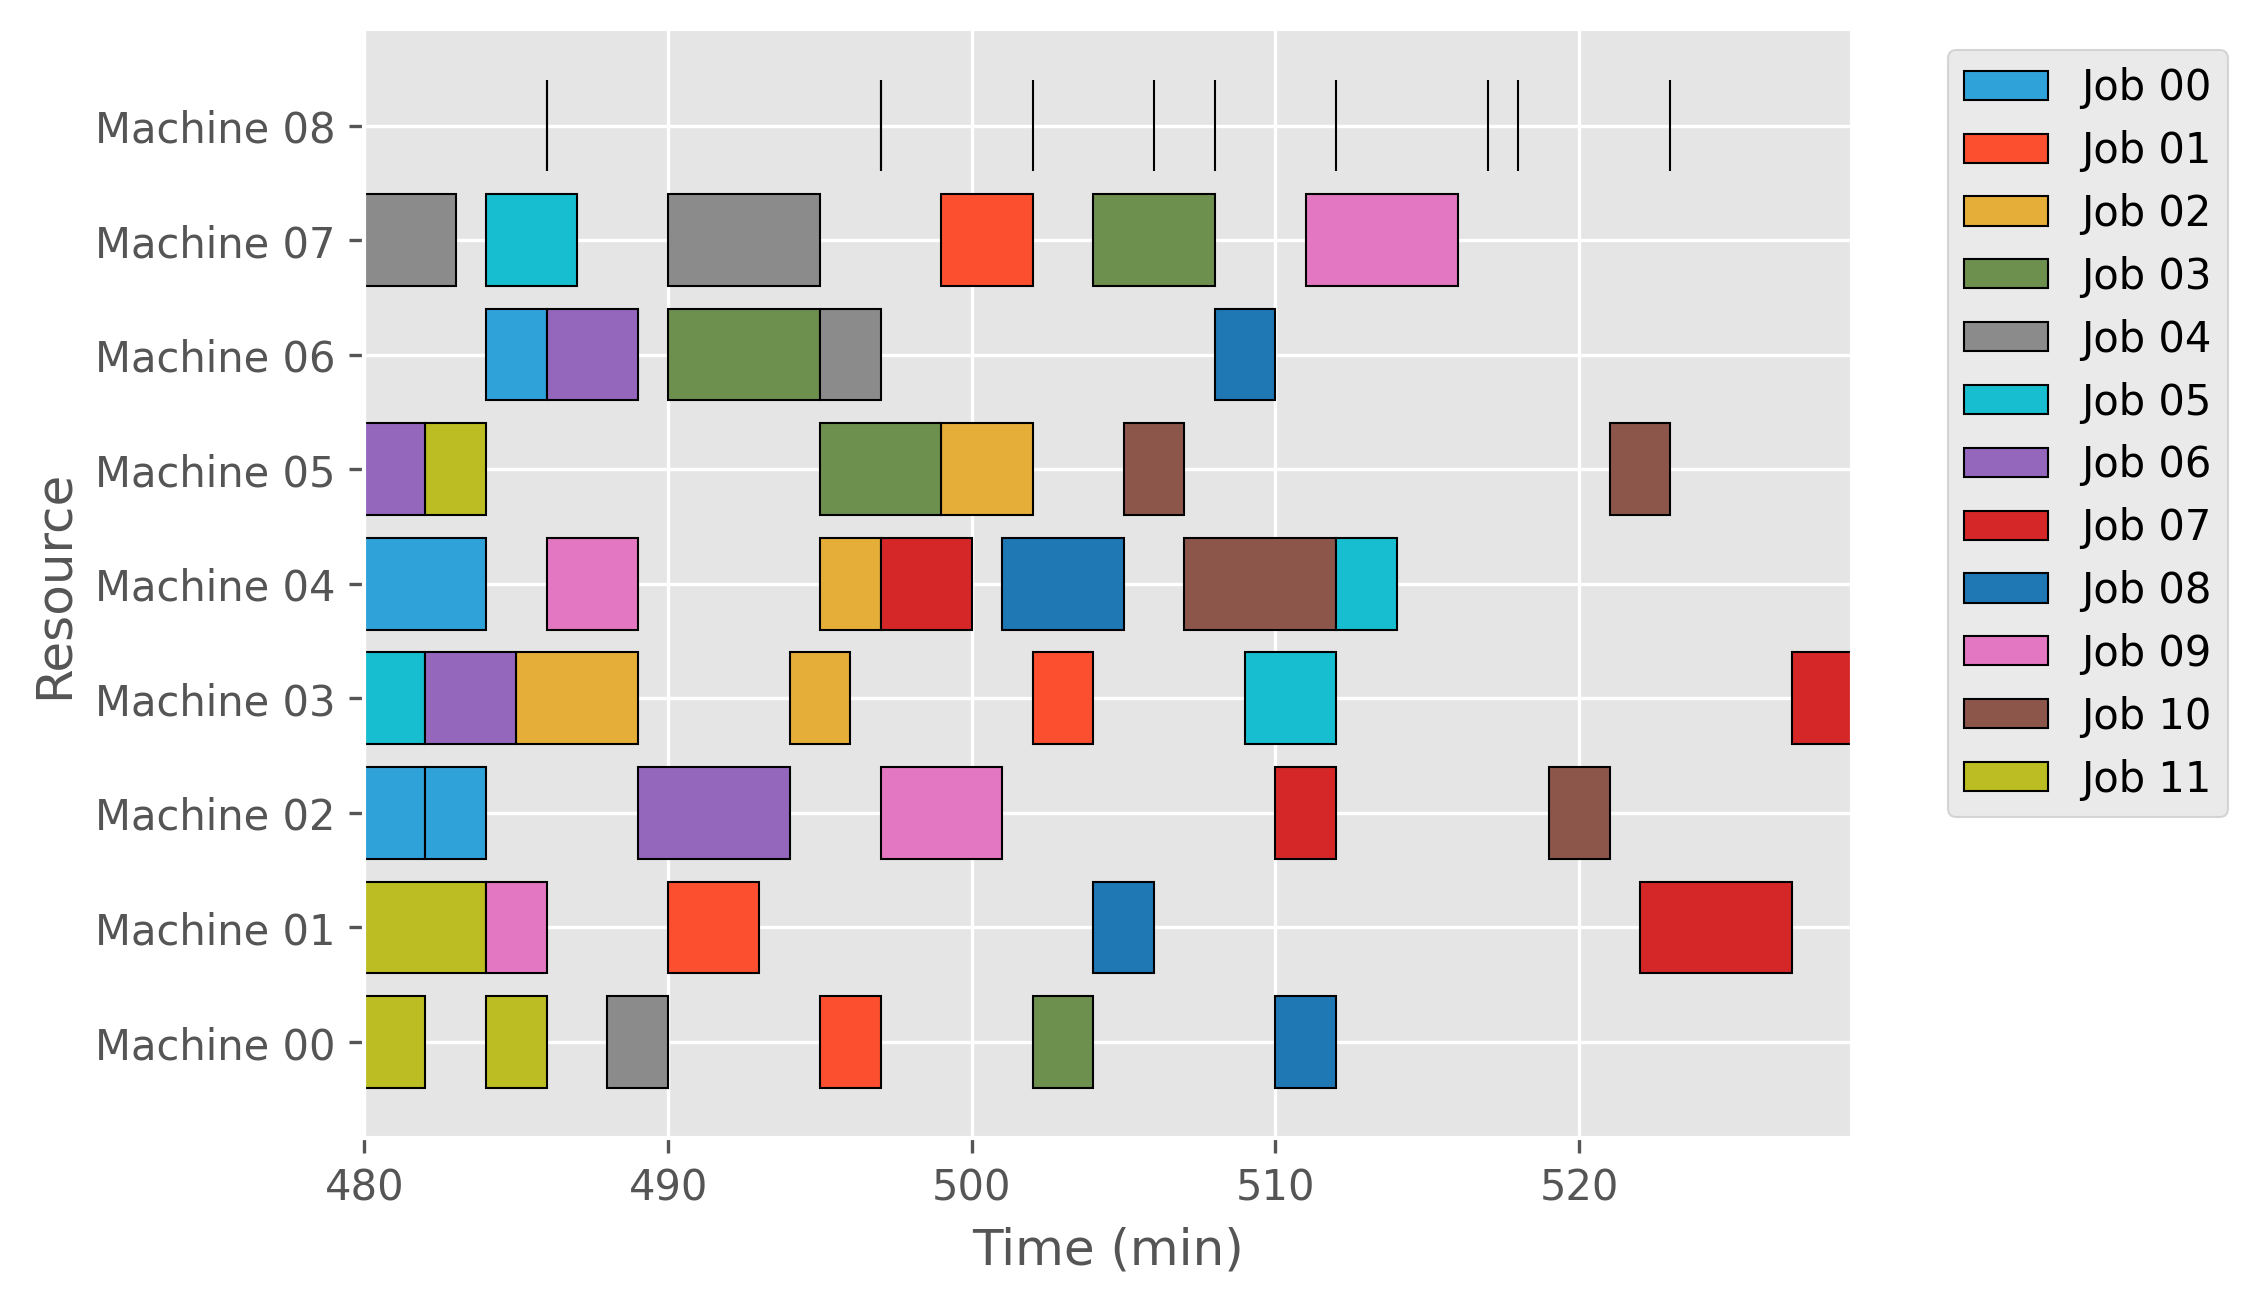 Machine 08
Machine 07
Machine 06
Machine 05
Machine 04
Machine 03
Machine 02
Machine 01
Machine 00
Resource
480 490 500 510 520
Time (min)
Job 00
Job 01
Job 02
Job 03
Job 04
Job 05
Job 06
Job 07
Job 08
Job 09
Job 10
Job 11